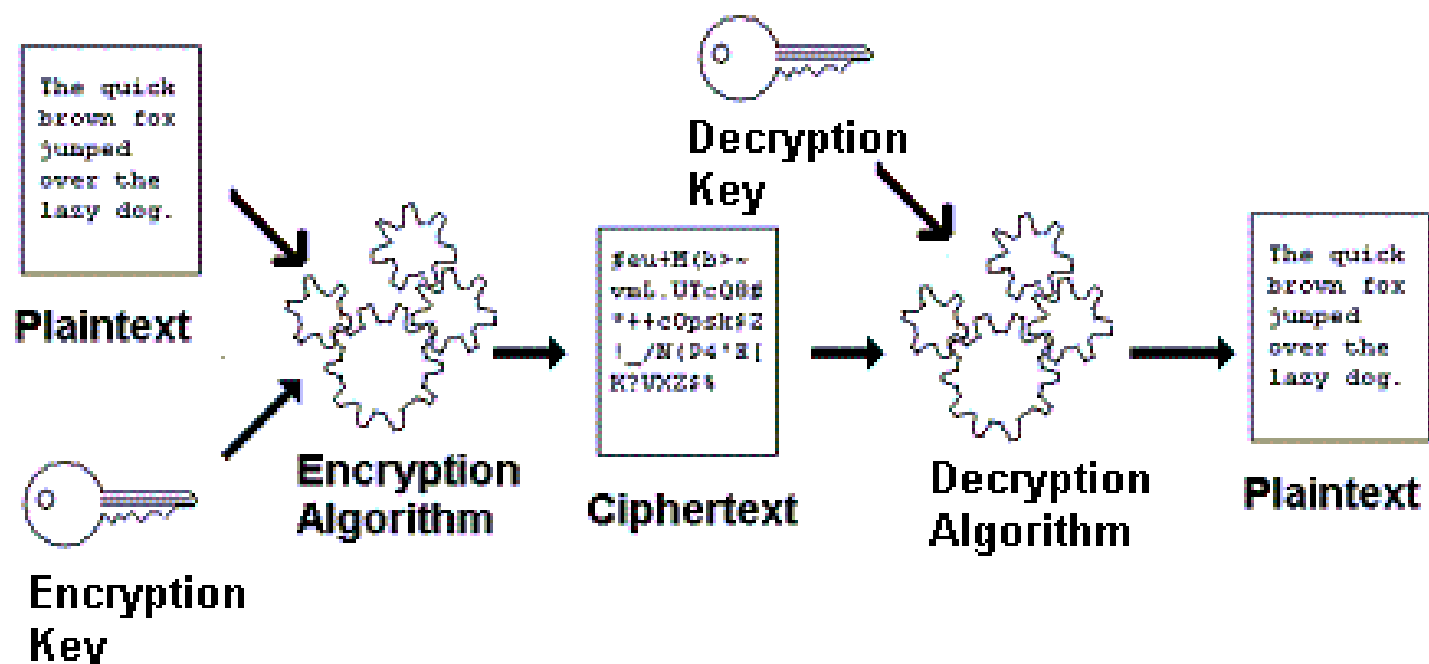 The quick
brown fox
jumped
over the
lazy dog.
Plaintext
Encryption
Key
Encryption
Algorithm
Ciphertext
Decryption
Key
Decryption
Algorithm
The quick
brown fox
jumped
over the
lazy dog.
Plaintext